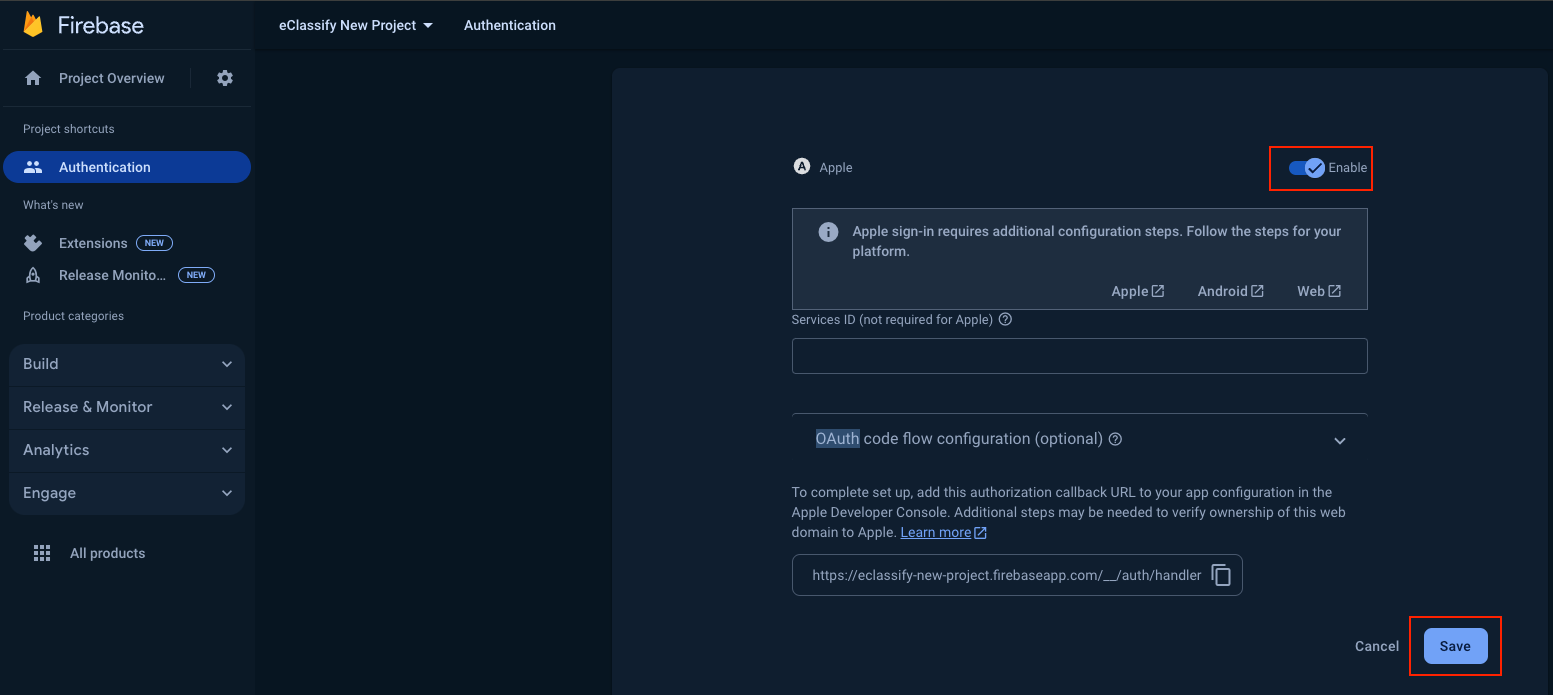 Firebase
eClassify New Project
Authentication
Project Overview
Project shortcuts
Authentication
What's new
Extensions NEW
Release Monito... NEW
Product categories
Build
Release & Monitor
Analytics
Engage
All products
A Apple
Enable
Apple sign-in requires additional configuration steps. Follow the steps for your
platform.
Apple Android Web
Services ID (not required for Apple)
OAuth code flow configuration (optional)
To complete set up, add this authorization callback URL to your app configuration in the
Apple Developer Console. Additional steps may be needed to verify ownership of this web
domain to Apple. Learn more
https://eclassify-new-project.firebaseapp.com/__/auth/handler
Cancel Save